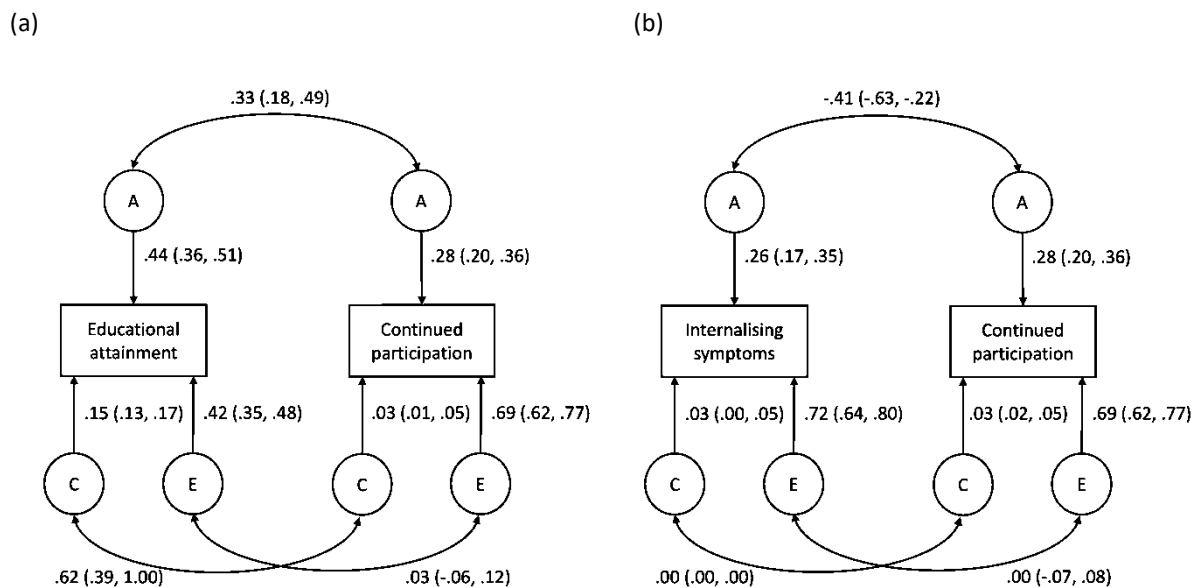 (a)
.33 (.18, .49)
A
A
.44 (.36, .51)
.28 (.20, .36)
Educational
attainment
Continued
participation
.15 (.13, .17)
.42 (.35, .48)
.03 (.01, .05)
.69 (.62, .77)
C
E
C
E
.62 (.39, 1.00)
.03 (-.06, .12)
(b)
-.41 (-.63, -.22)
A
A
.26 (.17, .35)
.28 (.20, .36)
Internalising
symptoms
Continued
participation
.03 (.00, .05)
.72 (.64, .80)
.03 (.02, .05)
.69 (.62, .77)
C
E
C
E
.00 (.00, .00)
.00 (-.07, .08)